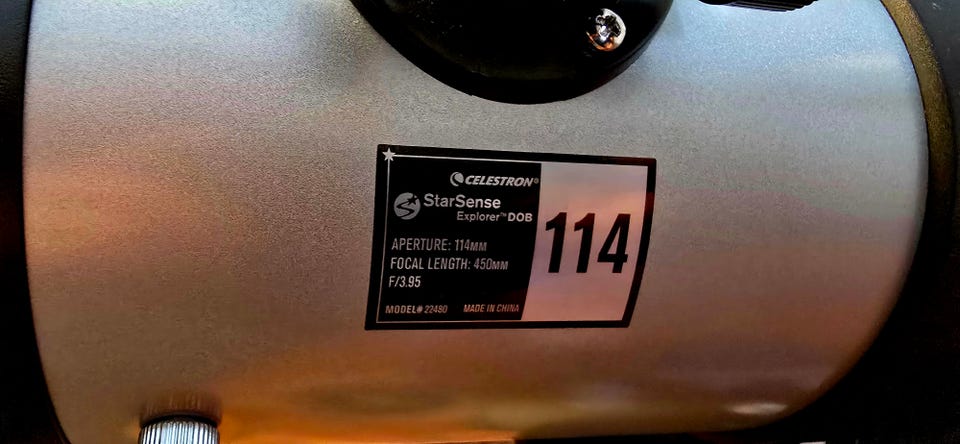 CELESTRON®
StarSense
Explorer™ DOB
APERTURE: 114MM
FOCAL LENGTH: 450MM
F/3.95
MODEL# 22480 MADE IN CHINA
114